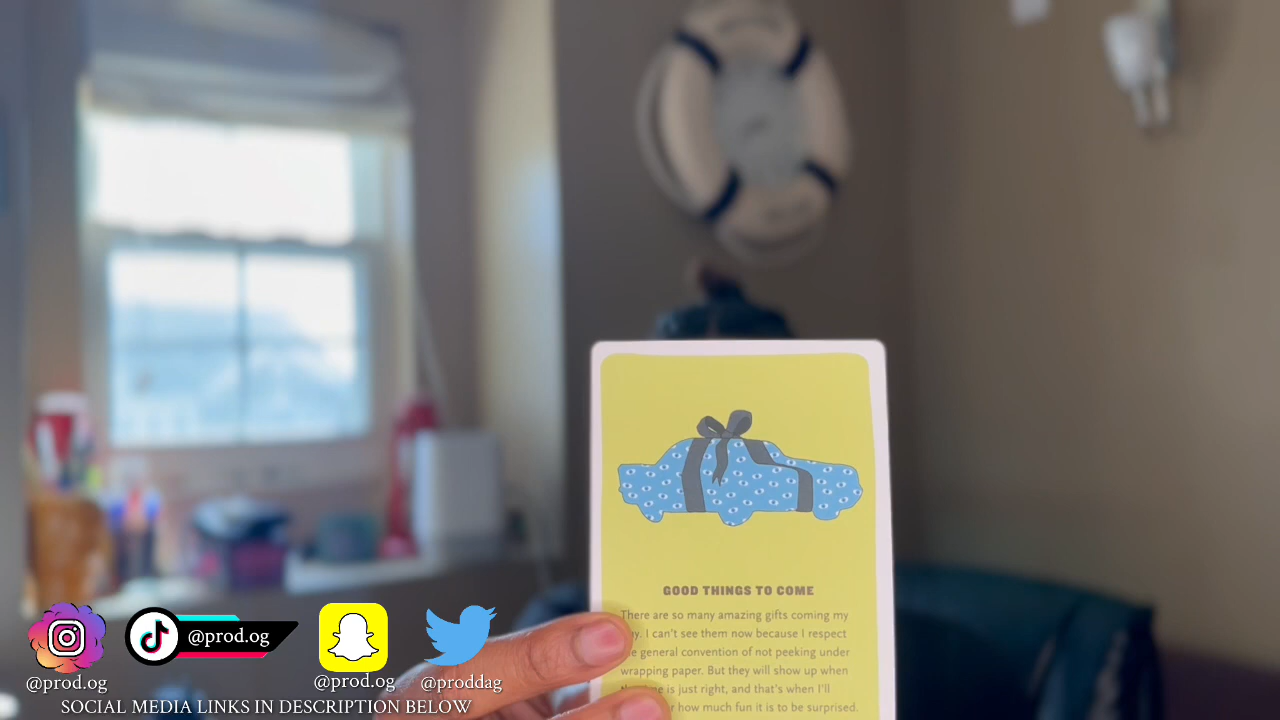 GOOD THINGS TO COME
There are so many amazing gifts coming my
I can't see them now because I respect
general convention of not peeking under
wrapping paper. But they will show up when
is just right, and that's when I'll
how much fun it is to be surprised.
@prod.og
@prod.og
@prod.og
@proddag
SOCIAL MEDIA LINKS IN DESCRIPTION BELOW